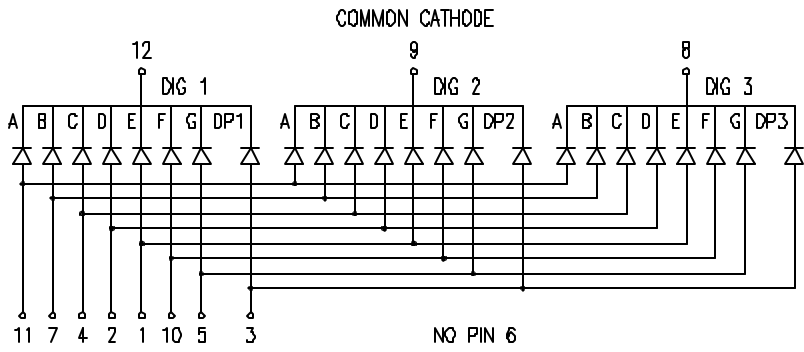 COMMON CATHODE
12 9 8
DIG 1 DIG 2 DIG 3
A B C D E F G DP1 A B C D E F G DP2 A B C D E F G DP3
11 7 4 2 1 10 5 3 NO PIN 6